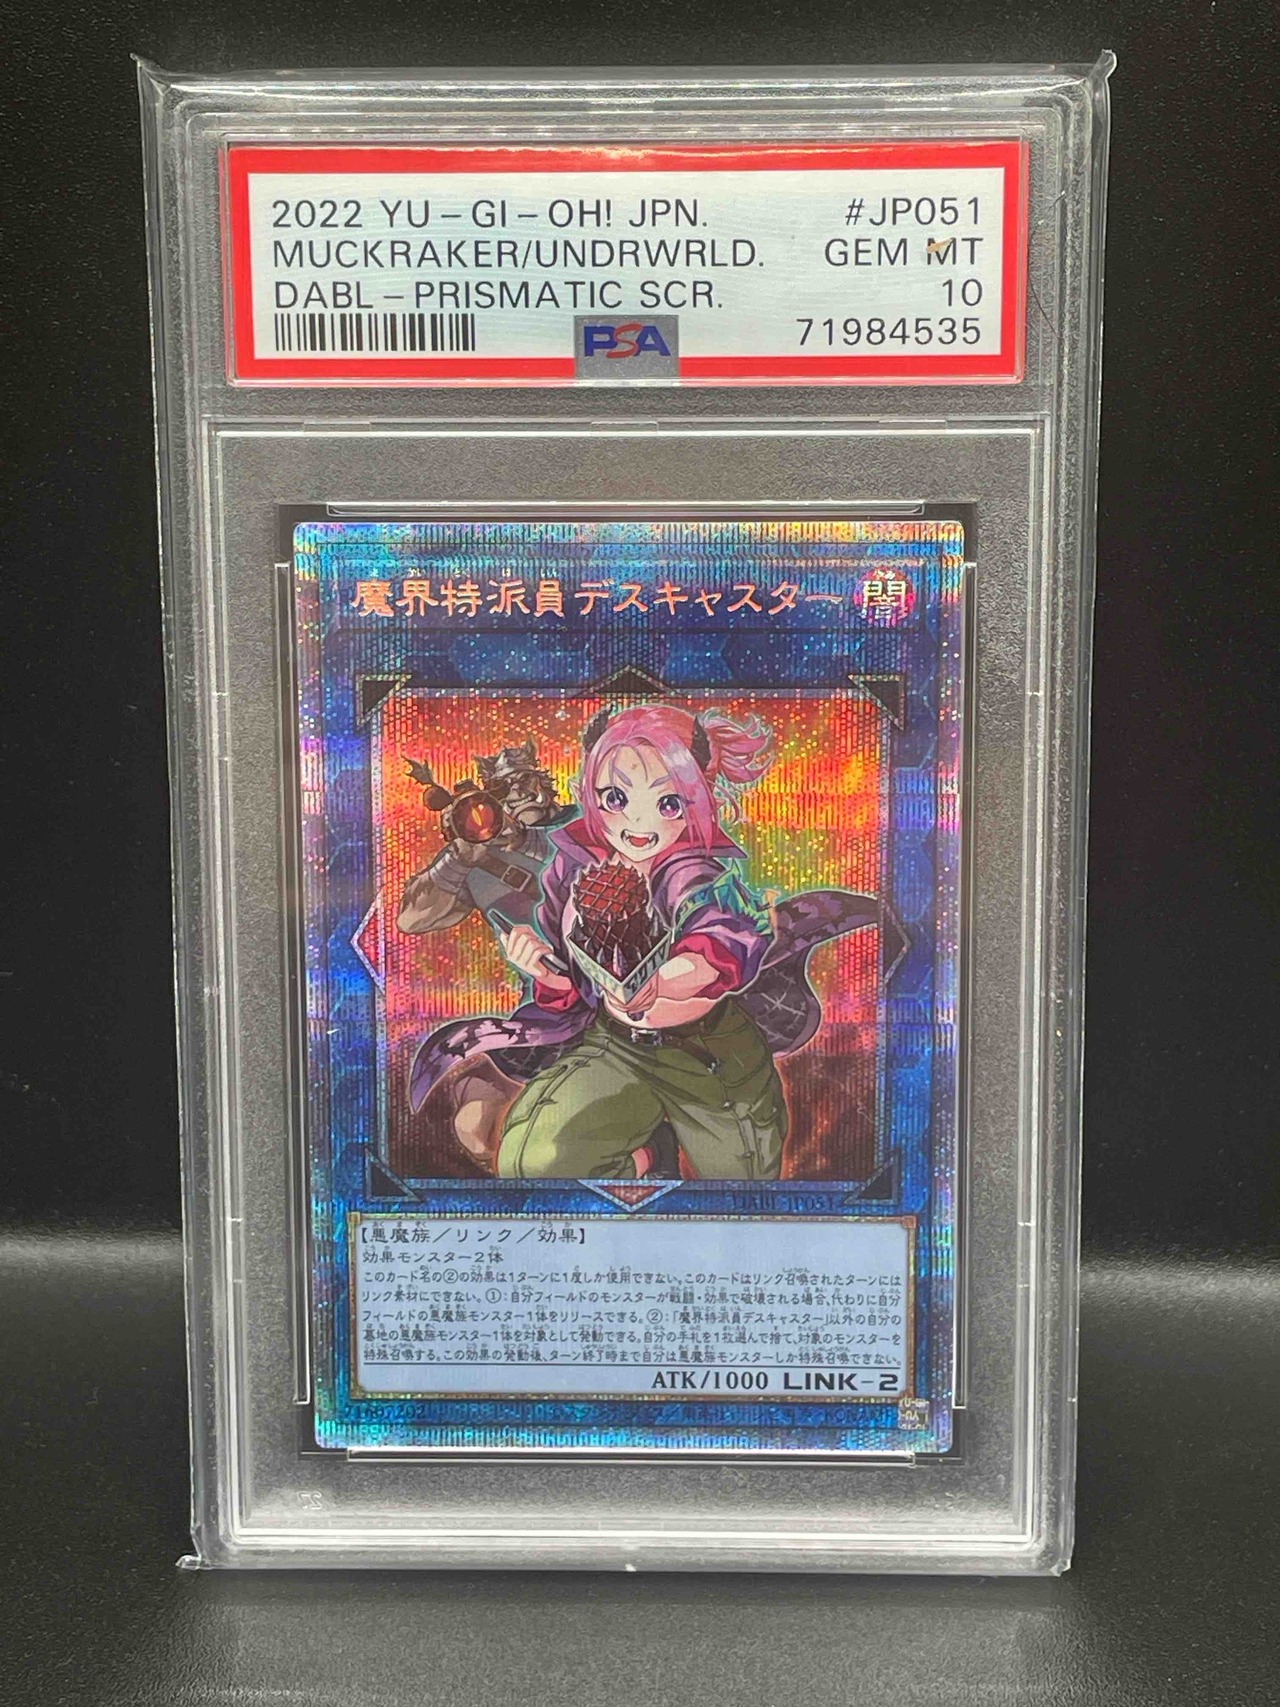 2022 YU-GI-OH! JPN. #JP051
MUCKRAKER/UNDRWRLD. GEM MT
DABL-PRISMATIC SCR. 10
PSA 71984535
魔界特派員デスキャスター 闇
DABL-JP051
【悪魔族／リンク／効果】
効果モンスター2体
このカード名の②の効果は1ターンに1度しか使用できない。このカードはリンク召喚されたターンには
リンク素材にできない。①：自分フィールドのモンスターが戦闘・効果で破壊される場合、代わりに自分
フィールドの悪魔族モンスター1体をリリースできる。②：「魔界特派員デスキャスター」以外の自分の
墓地の悪魔族モンスター1体を対象として発動できる。自分の手札を1枚選んで捨て、対象のモンスターを
特殊召喚する。この効果の発動後、ターン終了時まで自分は悪魔族モンスターしか特殊召喚できない。
ATK/1000 LINK-2